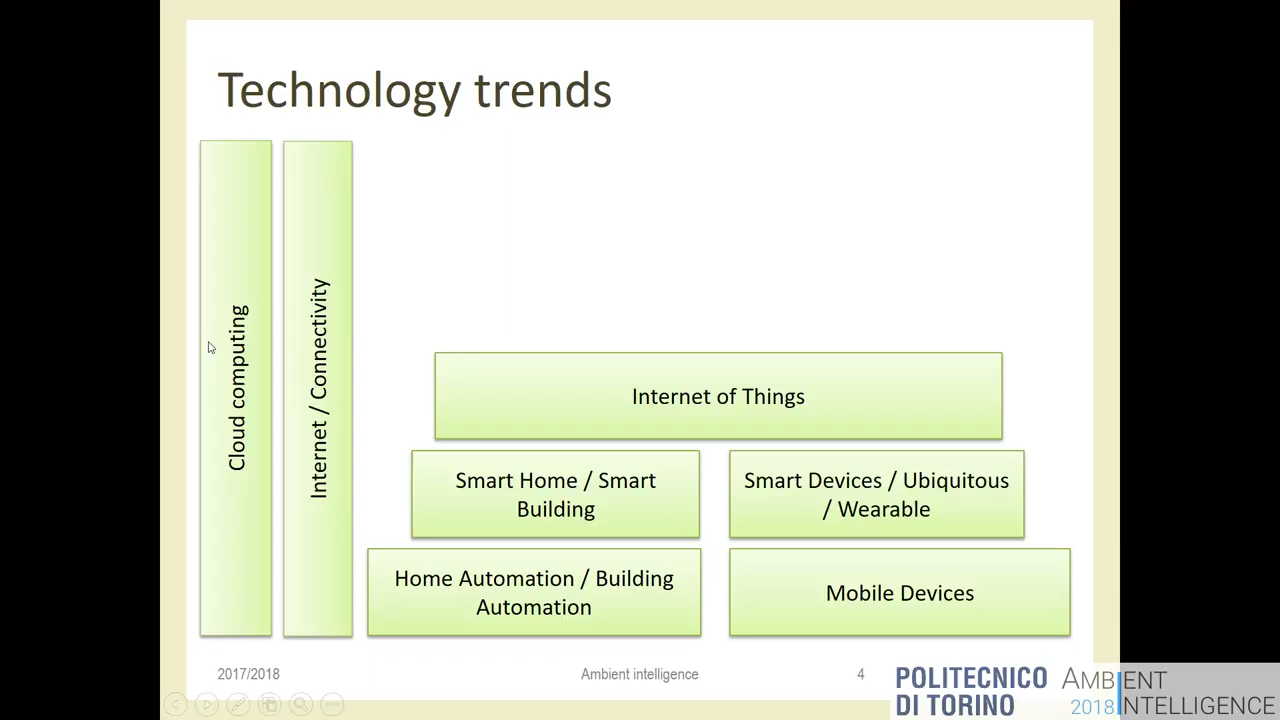 Technology trends
Cloud computing
Internet / Connectivity
Internet of Things
Smart Home / Smart
Building
Smart Devices / Ubiquitous
/ Wearable
Home Automation / Building
Automation
Mobile Devices
2017/2018
Ambient intelligence
4
POLITECNICO
DI TORINO
AMBIENT
2018 INTELLIGENCE